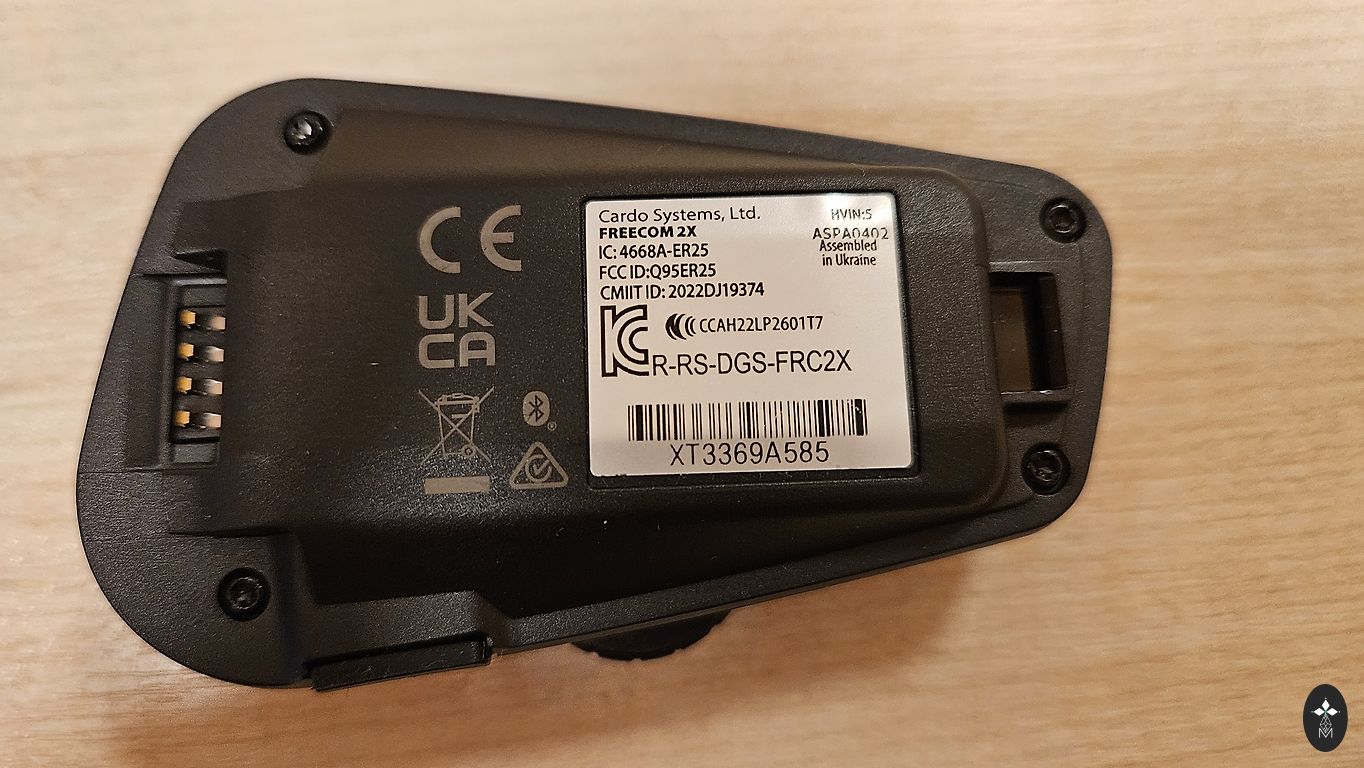 CE
UK
CA
Cardo Systems, Ltd.
FREECOM 2X
IC: 4668A-ER25
FCC ID:Q95ER25
CMIIT ID: 2022DJ19374
HVIN:S
ASPA0402
Assembled
in Ukraine
CCAH22LP2601T7
R-RS-DGS-FRC2X
XT3369A585
M